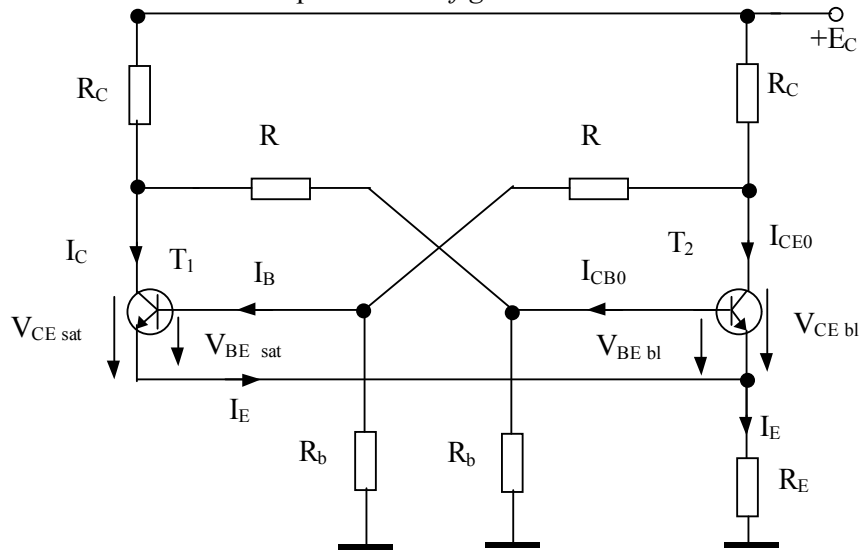 +E_C
R_C
R_C
R
R
I_C
T_1
I_B
I_CB0
T_2
I_CE0
V_CE sat
V_BE sat
V_BE bl
V_CE bl
I_E
I_E
R_b
R_b
R_E